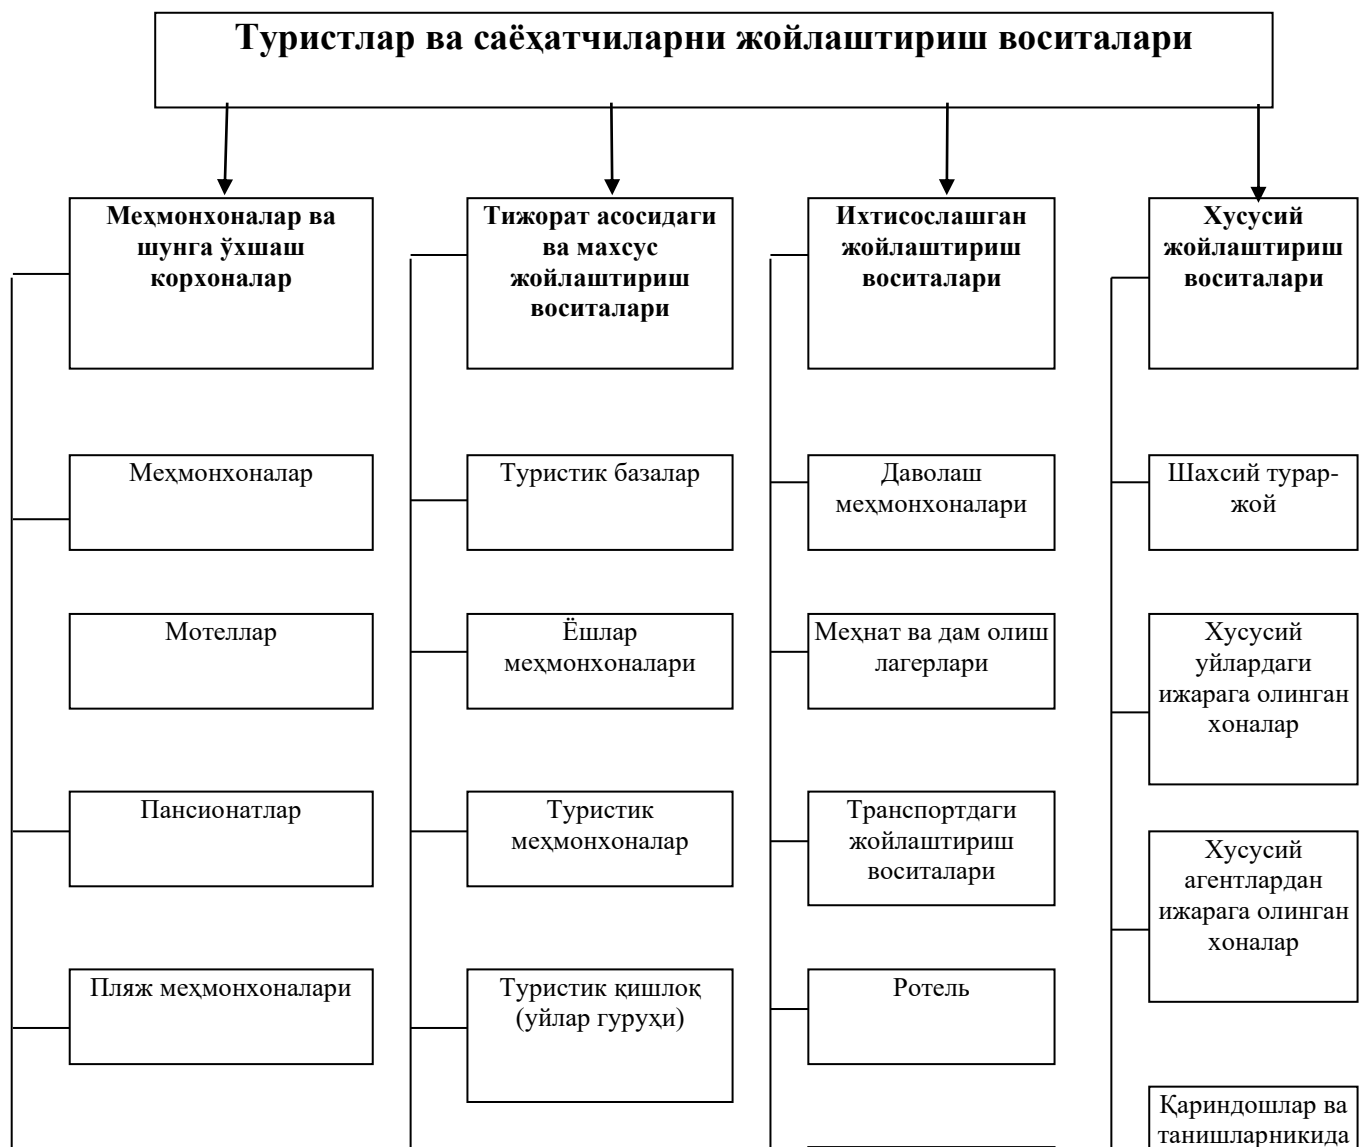 Туристлар ва саёҳатчиларни жойлаштириш воситалари
Меҳмонхоналар ва
шунга ўхшаш
корхоналар
Тижорат асосидаги
ва махсус
жойлаштириш
воситалари
Ихтисослашган
жойлаштириш
воситалари
Хусусий
жойлаштириш
воситалари
Меҳмонхоналар
Туристик базалар
Даволаш
меҳмонхоналари
Шахсий турар-
жой
Мотеллар
Ёшлар
меҳмонхоналари
Меҳнат ва дам олиш
лагерлари
Хусусий
уйлардаги
ижарага олинган
хоналар
Пансионатлар
Туристик
меҳмонхоналар
Транспортдаги
жойлаштириш
воситалари
Хусусий
агентлардан
ижарага олинган
хоналар
Пляж меҳмонхоналари
Туристик қишлоқ
(уйлар гуруҳи)
Ротель
Қариндошлар ва
танишларникида